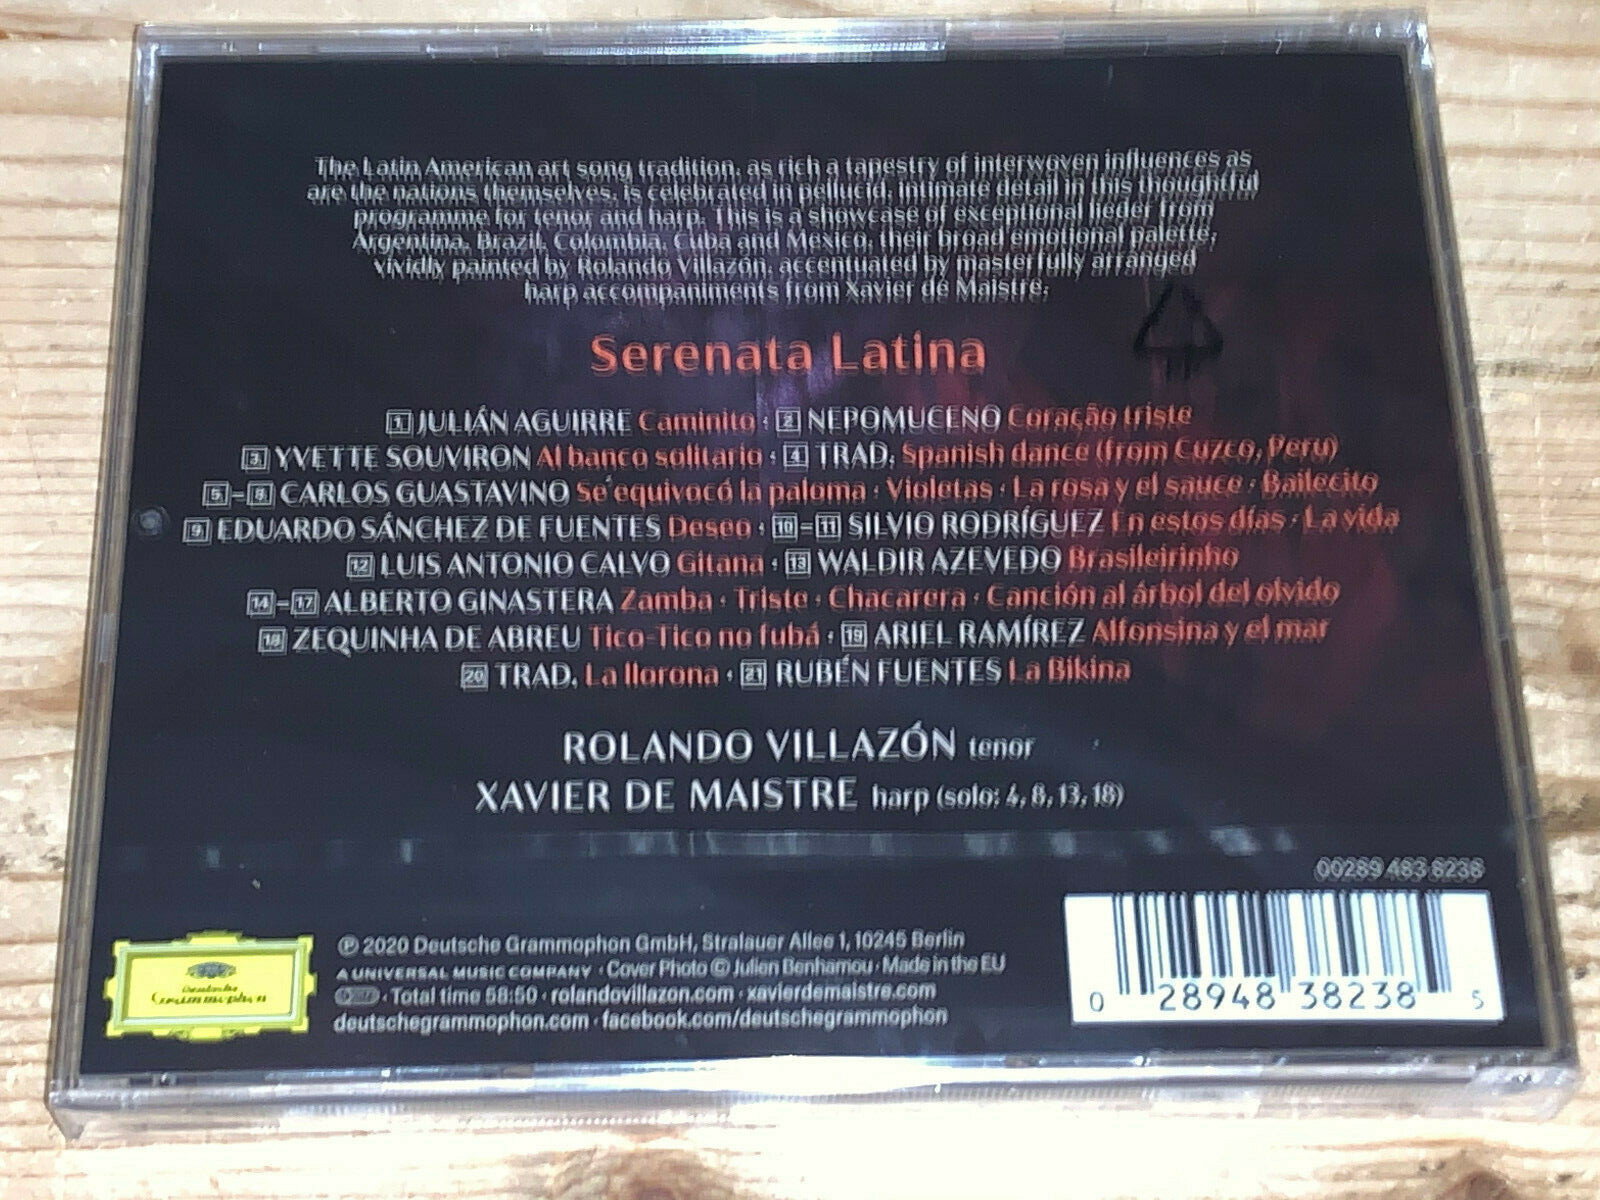 The Latin American art song tradition, as rich a tapestry of interwoven influences as
are the nations themselves, is celebrated in pellucid, intimate detail in this thoughtful
programme for tenor and harp. This is a showcase of exceptional lieder from
Argentina, Brazil, Colombia, Cuba and Mexico, their broad emotional palette,
vividly painted by Rolando Villazón, accentuated by masterfully arranged
harp accompaniments from Xavier de Maistre.
Serenata Latina
1 JULIÁN AGUIRRE Caminito · 2 NEPOMUCENO Coração triste
3 YVETTE SOUVIRON Al banco solitario · 4 TRAD. Spanish dance (from Cuzco, Peru)
5–8 CARLOS GUASTAVINO Se equivocó la paloma · Violetas · La rosa y el sauce · Bailecito
9 EDUARDO SÁNCHEZ DE FUENTES Deseo · 10–11 SILVIO RODRÍGUEZ En estos días · La vida
12 LUIS ANTONIO CALVO Gitana · 13 WALDIR AZEVEDO Brasileirinho
14–17 ALBERTO GINASTERA Zamba · Triste · Chacarera · Canción al árbol del olvido
18 ZEQUINHA DE ABREU Tico-Tico no fubá · 19 ARIEL RAMÍREZ Alfonsina y el mar
20 TRAD. La llorona · 21 RUBÉN FUENTES La Bikina
ROLANDO VILLAZÓN tenor
XAVIER DE MAISTRE harp (solo: 4, 8, 13, 18)
00289 483 8238
Deutsche
Grammophon
℗ 2020 Deutsche Grammophon GmbH, Stralauer Allee 1, 10245 Berlin
A UNIVERSAL MUSIC COMPANY · Cover Photo © Julien Benhamou · Made in the EU
· Total time 58:50 · rolandovillazon.com · xavierdemaistre.com
deutschegrammophon.com · facebook.com/deutschegrammophon
0 28948 38238 5